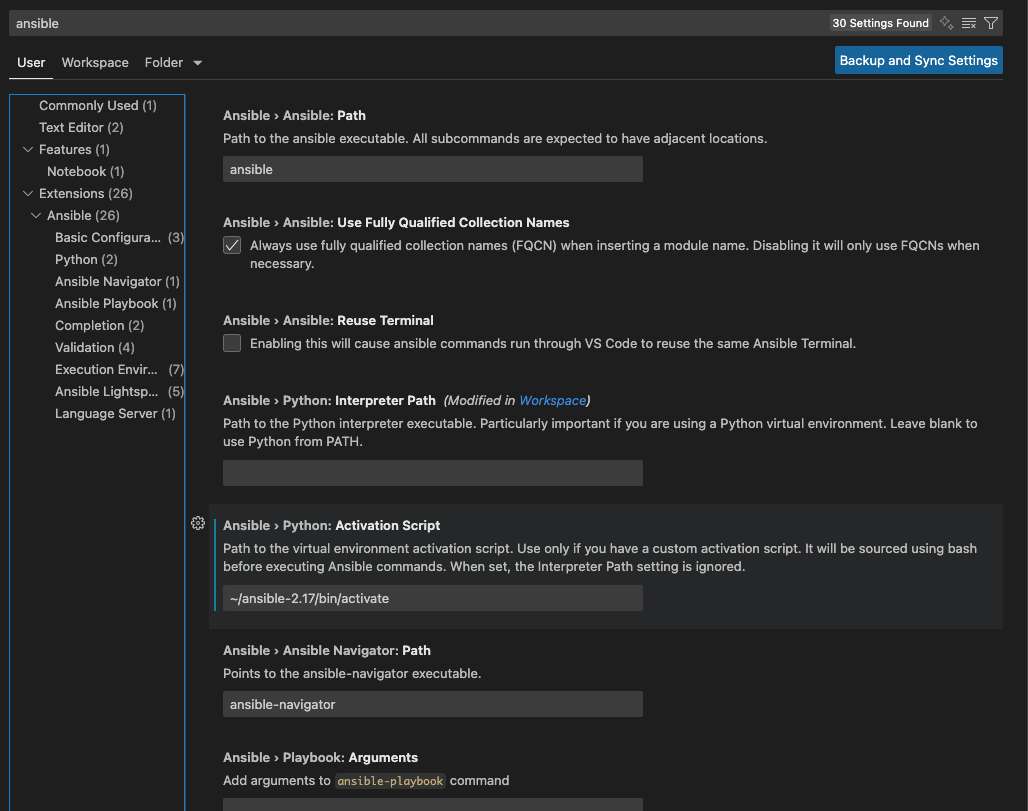 ansible
30 Settings Found
User Workspace Folder
Backup and Sync Settings
Commonly Used (1)
Text Editor (2)
Features (1)
Notebook (1)
Extensions (26)
Ansible (26)
Basic Configura... (3)
Python (2)
Ansible Navigator (1)
Ansible Playbook (1)
Completion (2)
Validation (4)
Execution Envir... (7)
Ansible Lightsp... (5)
Language Server (1)
Ansible › Ansible: Path
Path to the ansible executable. All subcommands are expected to have adjacent locations.
ansible
Ansible › Ansible: Use Fully Qualified Collection Names
Always use fully qualified collection names (FQCN) when inserting a module name. Disabling it will only use FQCNs when
necessary.
Ansible › Ansible: Reuse Terminal
Enabling this will cause ansible commands run through VS Code to reuse the same Ansible Terminal.
Ansible › Python: Interpreter Path (Modified in Workspace)
Path to the Python interpreter executable. Particularly important if you are using a Python virtual environment. Leave blank to
use Python from PATH.
Ansible › Python: Activation Script
Path to the virtual environment activation script. Use only if you have a custom activation script. It will be sourced using bash
before executing Ansible commands. When set, the Interpreter Path setting is ignored.
~/ansible-2.17/bin/activate
Ansible › Ansible Navigator: Path
Points to the ansible-navigator executable.
ansible-navigator
Ansible › Playbook: Arguments
Add arguments to ansible-playbook command